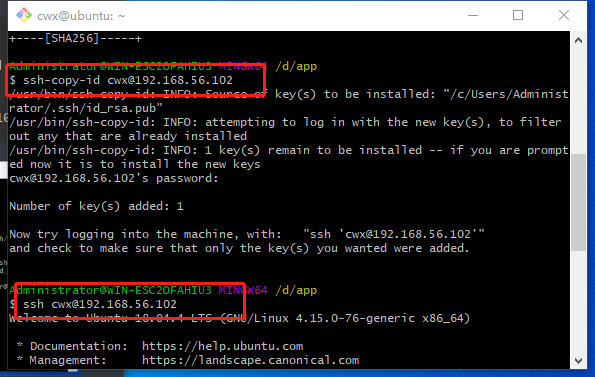 cwx@ubuntu: ~
+----[SHA256]-----+
Administrator@WIN-ESC2OFAHIU3 MINGW64 /d/app
$ ssh-copy-id cwx@192.168.56.102
/usr/bin/ssh-copy-id: INFO: Source of key(s) to be installed: "/c/Users/Administ
rator/.ssh/id_rsa.pub"
/usr/bin/ssh-copy-id: INFO: attempting to log in with the new key(s), to filter
out any that are already installed
/usr/bin/ssh-copy-id: INFO: 1 key(s) remain to be installed -- if you are prompt
ed now it is to install the new keys
cwx@192.168.56.102's password:
Number of key(s) added: 1
Now try logging into the machine, with:   "ssh 'cwx@192.168.56.102'"
and check to make sure that only the key(s) you wanted were added.
Administrator@WIN-ESC2OFAHIU3 MINGW64 /d/app
$ ssh cwx@192.168.56.102
Welcome to Ubuntu 18.04.4 LTS (GNU/Linux 4.15.0-76-generic x86_64)
* Documentation:  https://help.ubuntu.com
* Management:     https://landscape.canonical.com